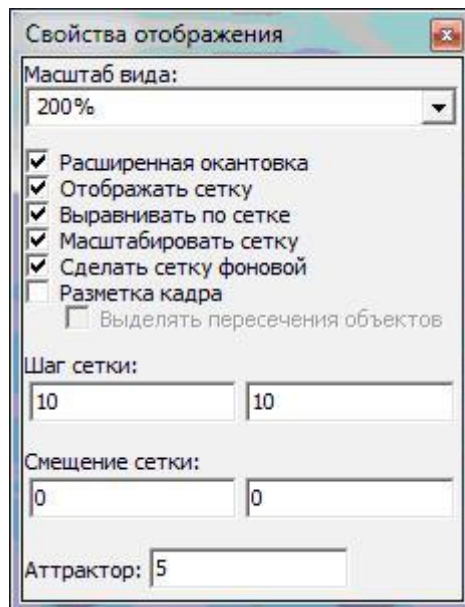 Свойства отображения
Масштаб вида:
200%
Расширенная окантовка
Отображать сетку
Выравнивать по сетке
Масштабировать сетку
Сделать сетку фоновой
Разметка кадра
Выделять пересечения объектов
Шаг сетки:
10 10
Смещение сетки:
0 0
Аттрактор: 5